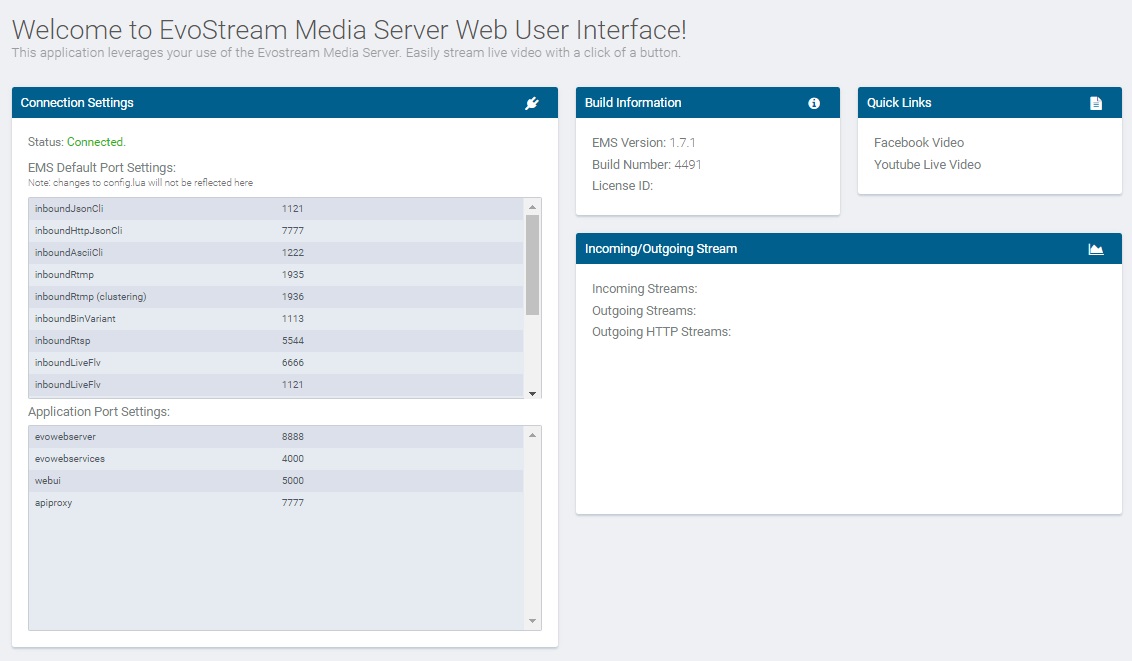 Welcome to EvoStream Media Server Web User Interface!
This application leverages your use of the Evostream Media Server. Easily stream live video with a click of a button.
Connection Settings
Status: Connected.
EMS Default Port Settings:
Note: changes to config.lua will not be reflected here
inboundJsonCli 1121
inboundHttpJsonCli 7777
inboundAsciiCli 1222
inboundRtmp 1935
inboundRtmp (clustering) 1936
inboundBinVariant 1113
inboundRtsp 5544
inboundLiveFlv 6666
inboundLiveFlv 1121
Application Port Settings:
evowebserver 8888
evowebservices 4000
webui 5000
apiproxy 7777
Build Information
EMS Version: 1.7.1
Build Number: 4491
License ID:
Quick Links
Facebook Video
Youtube Live Video
Incoming/Outgoing Stream
Incoming Streams:
Outgoing Streams:
Outgoing HTTP Streams: